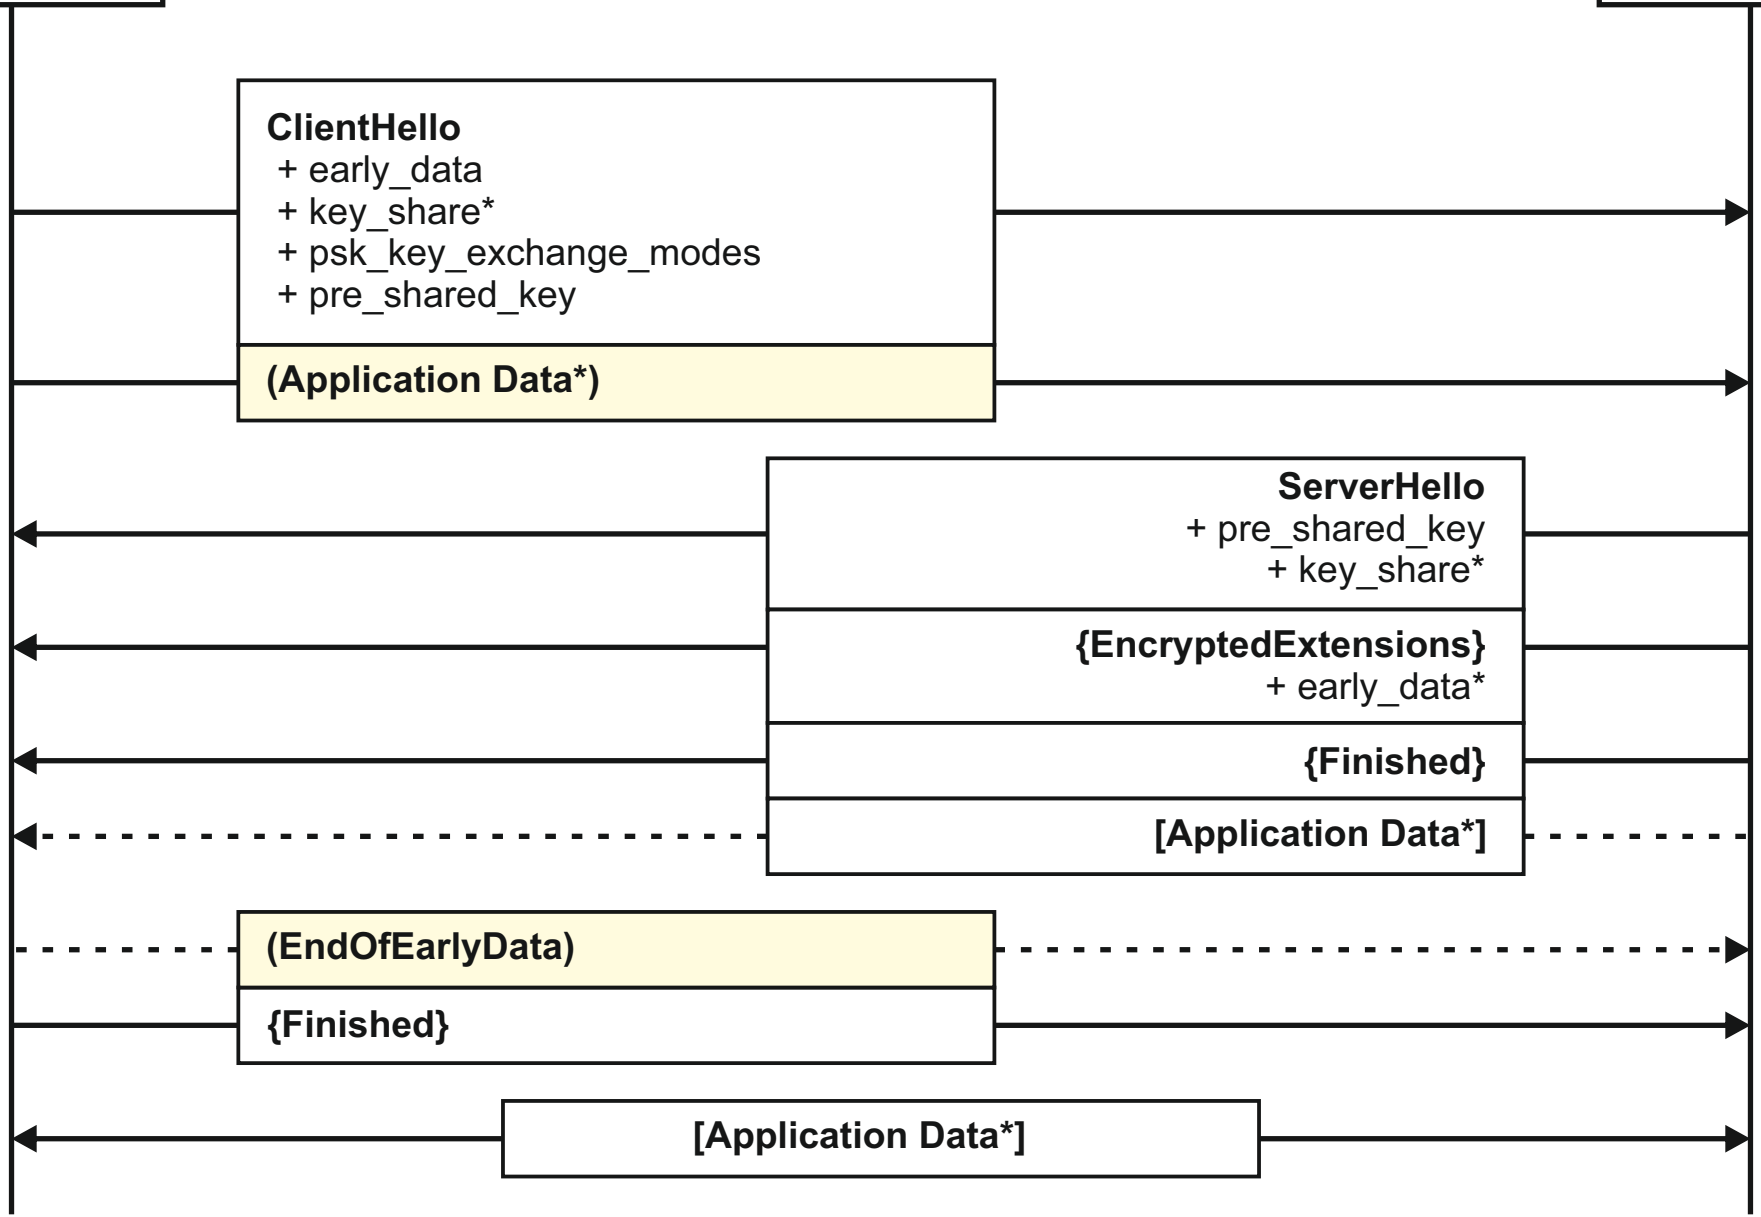 ClientHello
+ early_data
+ key_share*
+ psk_key_exchange_modes
+ pre_shared_key
(Application Data*)
ServerHello
+ pre_shared_key
+ key_share*
{EncryptedExtensions}
+ early_data*
{Finished}
[Application Data*]
(EndOfEarlyData)
{Finished}
[Application Data*]